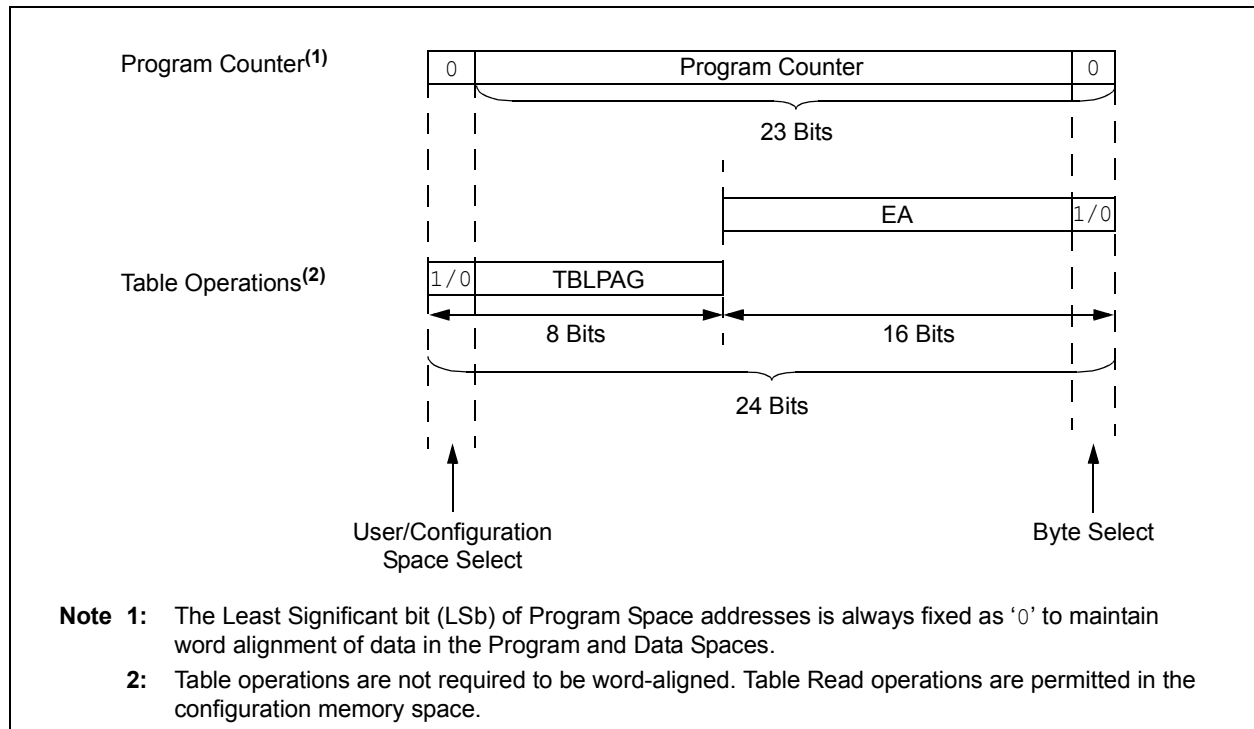 Program Counter(1)
0 Program Counter 0
23 Bits
EA 1/0
Table Operations(2)
1/0 TBLPAG
8 Bits 16 Bits
24 Bits
User/Configuration
Space Select
Byte Select
Note 1: The Least Significant bit (LSb) of Program Space addresses is always fixed as ‘0’ to maintain
word alignment of data in the Program and Data Spaces.
2: Table operations are not required to be word-aligned. Table Read operations are permitted in the
configuration memory space.